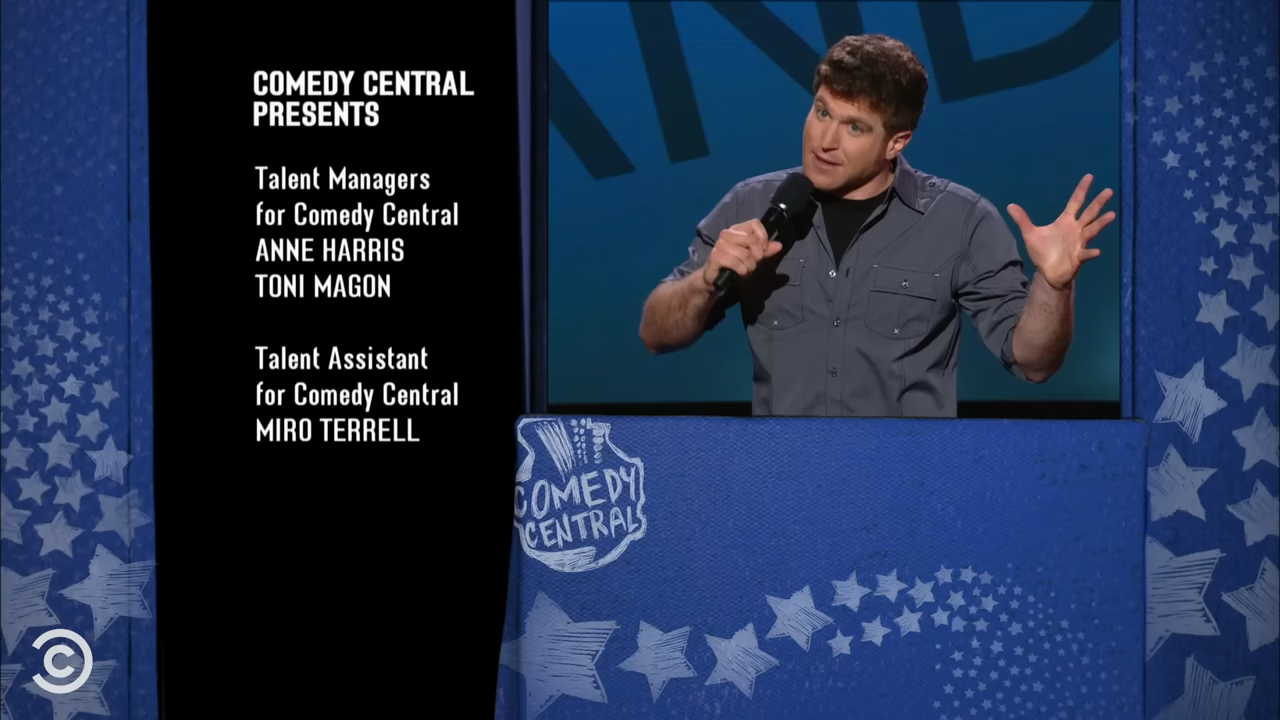 COMEDY CENTRAL
PRESENTS
Talent Managers
for Comedy Central
ANNE HARRIS
TONI MAGON
Talent Assistant
for Comedy Central
MIRO TERRELL
COMEDY
CENTRAL